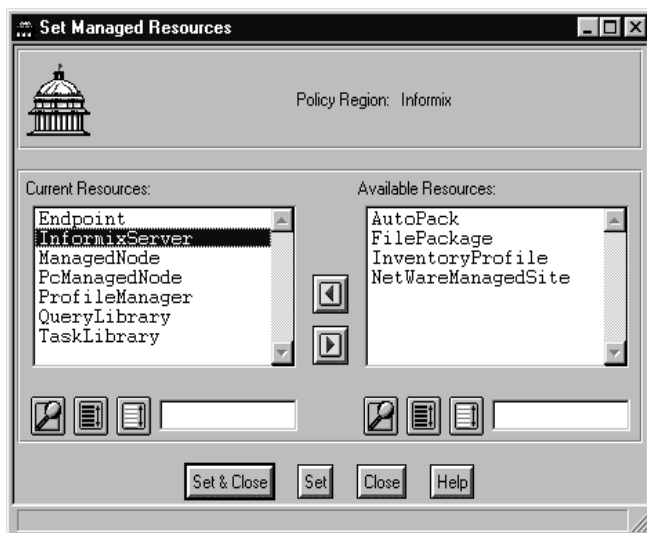 Set Managed Resources
Policy Region: Informix
Current Resources:
Endpoint
InformixServer
ManagedNode
PcManagedNode
ProfileManager
QueryLibrary
TaskLibrary
Available Resources:
AutoPack
FilePackage
InventoryProfile
NetWareManagedSite
Set & Close
Set
Close
Help